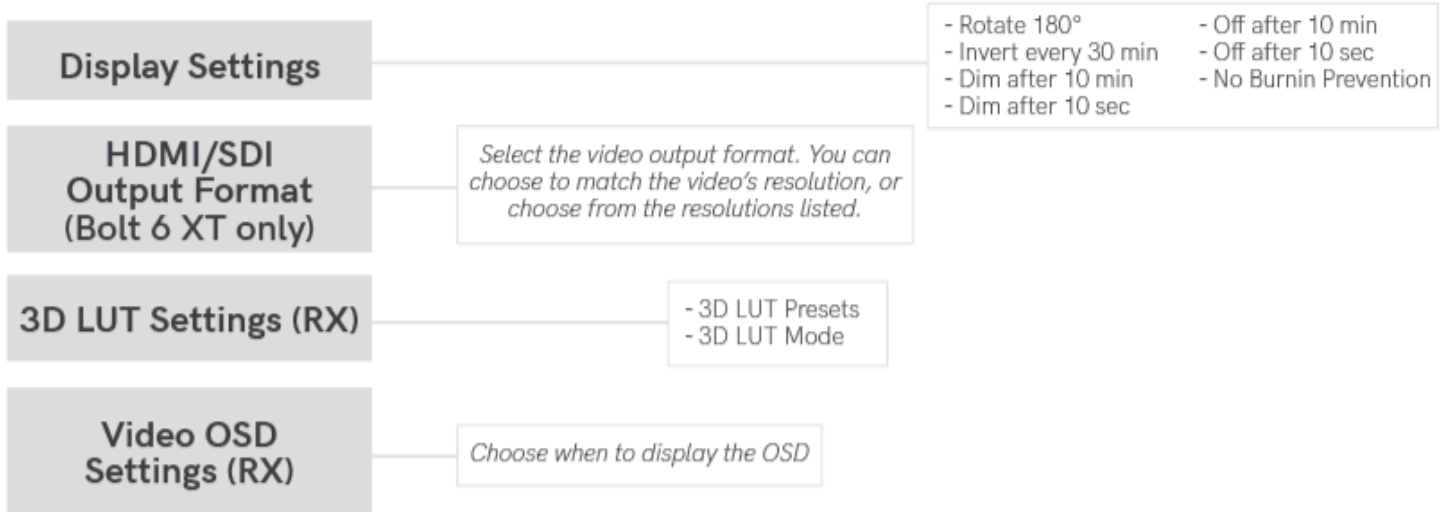 Display Settings
- Rotate 180°
- Invert every 30 min
- Dim after 10 min
- Dim after 10 sec
- Off after 10 min
- Off after 10 sec
- No Burnin Prevention
HDMI/SDI
Output Format
(Bolt 6 XT only)
Select the video output format. You can
choose to match the video’s resolution, or
choose from the resolutions listed.
3D LUT Settings (RX)
- 3D LUT Presets
- 3D LUT Mode
Video OSD
Settings (RX)
Choose when to display the OSD